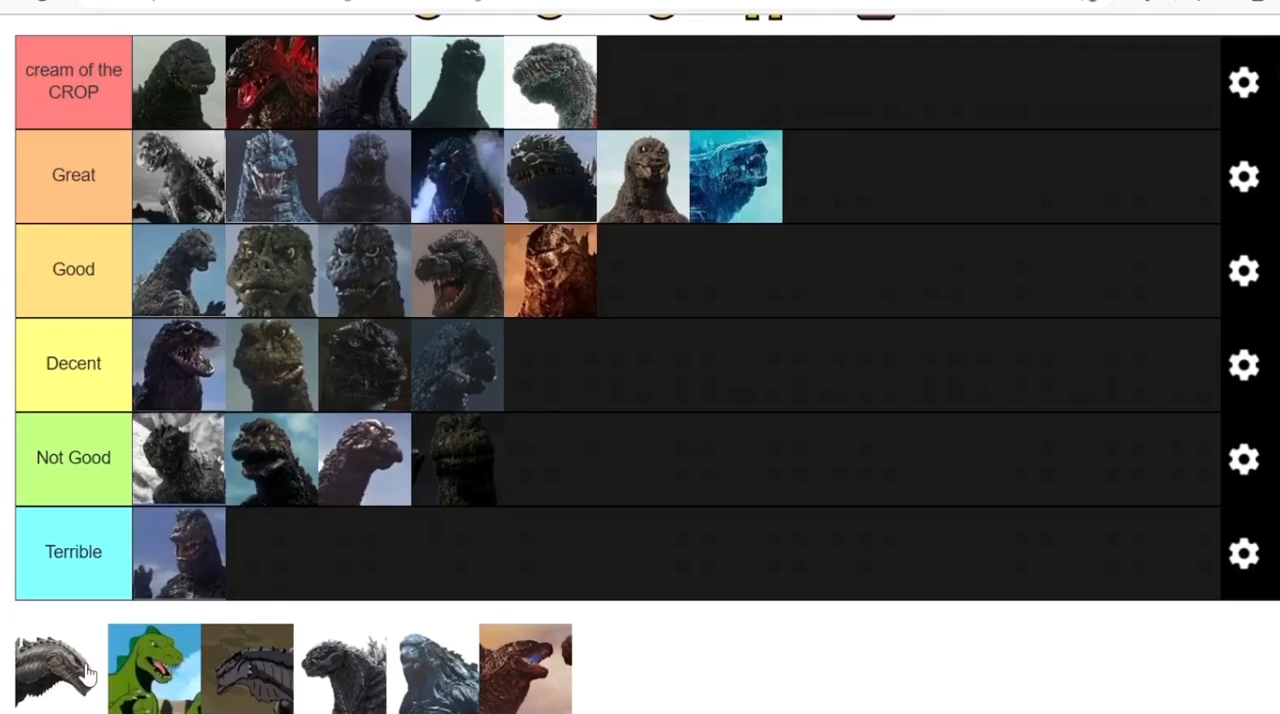 cream of the
CROP
Great
Good
Decent
Not Good
Terrible